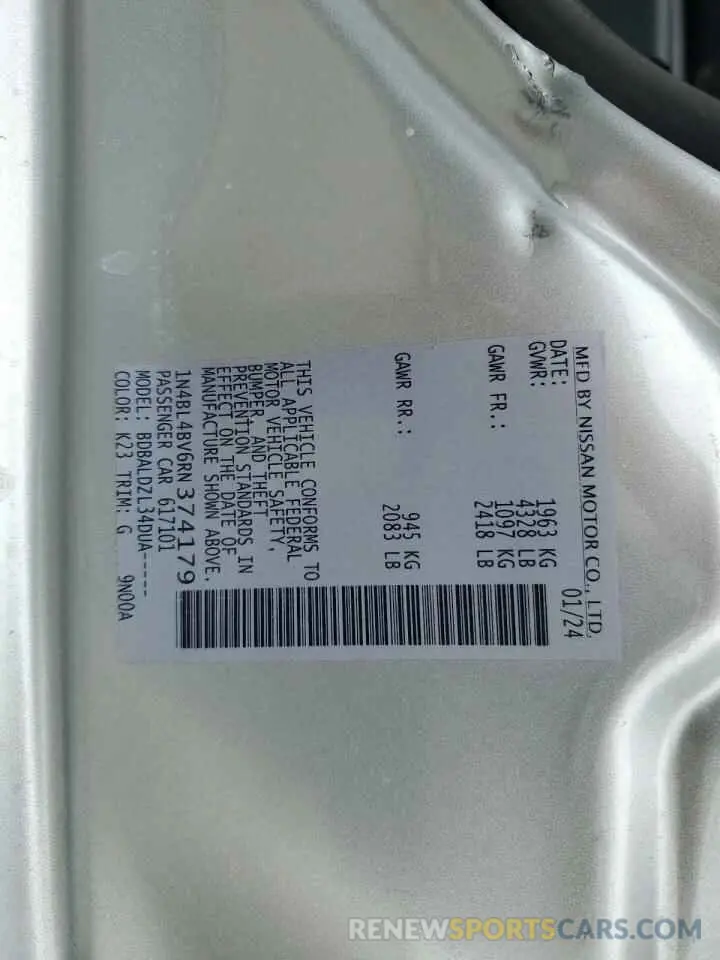 MFD BY NISSAN MOTOR CO., LTD.
DATE: 01/24
GVWR: 1963 KG
4328 LB
GAWR FR.: 1097 KG
2418 LB
GAWR RR.: 945 KG
2083 LB
THIS VEHICLE CONFORMS TO
ALL APPLICABLE FEDERAL
MOTOR VEHICLE SAFETY,
BUMPER, AND THEFT
PREVENTION STANDARDS IN
EFFECT ON THE DATE OF
MANUFACTURE SHOWN ABOVE.
1N4BL4BV6RN374179
PASSENGER CAR 617101
MODEL: BDBALDZL34DUA-----
COLOR: K23 TRIM: G 9N00A
RENEWSPORTSCARS.COM